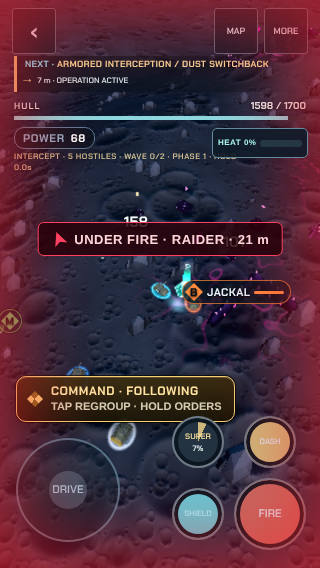 ‹
MAP
MORE
NEXT · ARMORED INTERCEPTION / DUST SWITCHBACK
→ 7 m · OPERATION ACTIVE
HULL
1598 / 1700
POWER 68
HEAT 0%
INTERCEPT · 5 HOSTILES · WAVE 0/2 · PHASE 1 ·
0.0s
158
UNDER FIRE · RAIDER · 21 m
B JACKAL
M
COMMAND · FOLLOWING
TAP REGROUP · HOLD ORDERS
SUPER
7%
DASH
DRIVE
SHIELD
FIRE